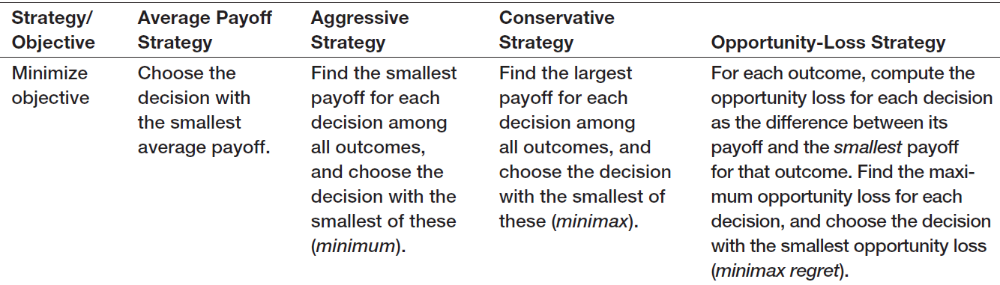 Strategy/
Objective
Average Payoff
Strategy
Aggressive
Strategy
Conservative
Strategy
Opportunity-Loss Strategy
Minimize
objective
Choose the
decision with
the smallest
average payoff.
Find the smallest
payoff for each
decision among
all outcomes,
and choose the
decision with the
smallest of these
(minimum).
Find the largest
payoff for each
decision among
all outcomes, and
choose the decision
with the smallest of
these (minimax).
For each outcome, compute the
opportunity loss for each decision
as the difference between its
payoff and the smallest payoff
for that outcome. Find the maxi-
mum opportunity loss for each
decision, and choose the decision
with the smallest opportunity loss
(minimax regret).